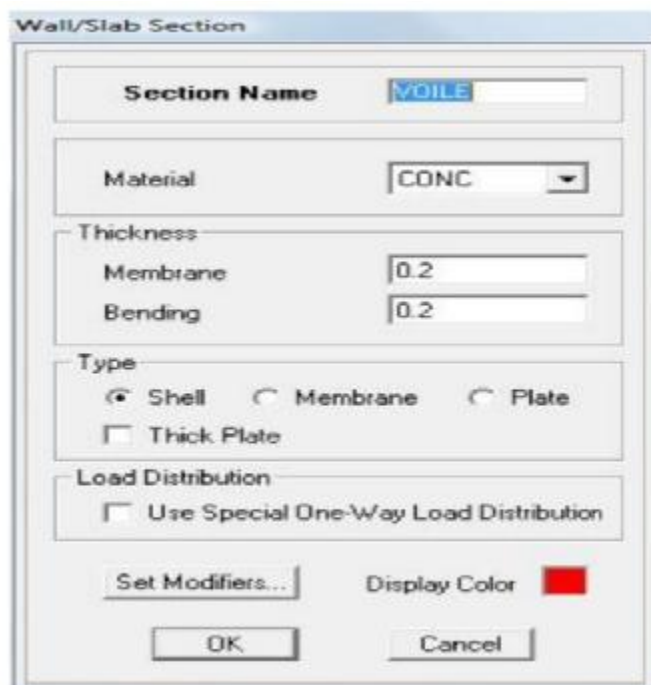 Wall/Slab Section
Section Name VOILE
Material CONC
Thickness
Membrane 0.2
Bending 0.2
Type
Shell Membrane Plate
Thick Plate
Load Distribution
Use Special One-Way Load Distribution
Set Modifiers... Display Color
OK Cancel